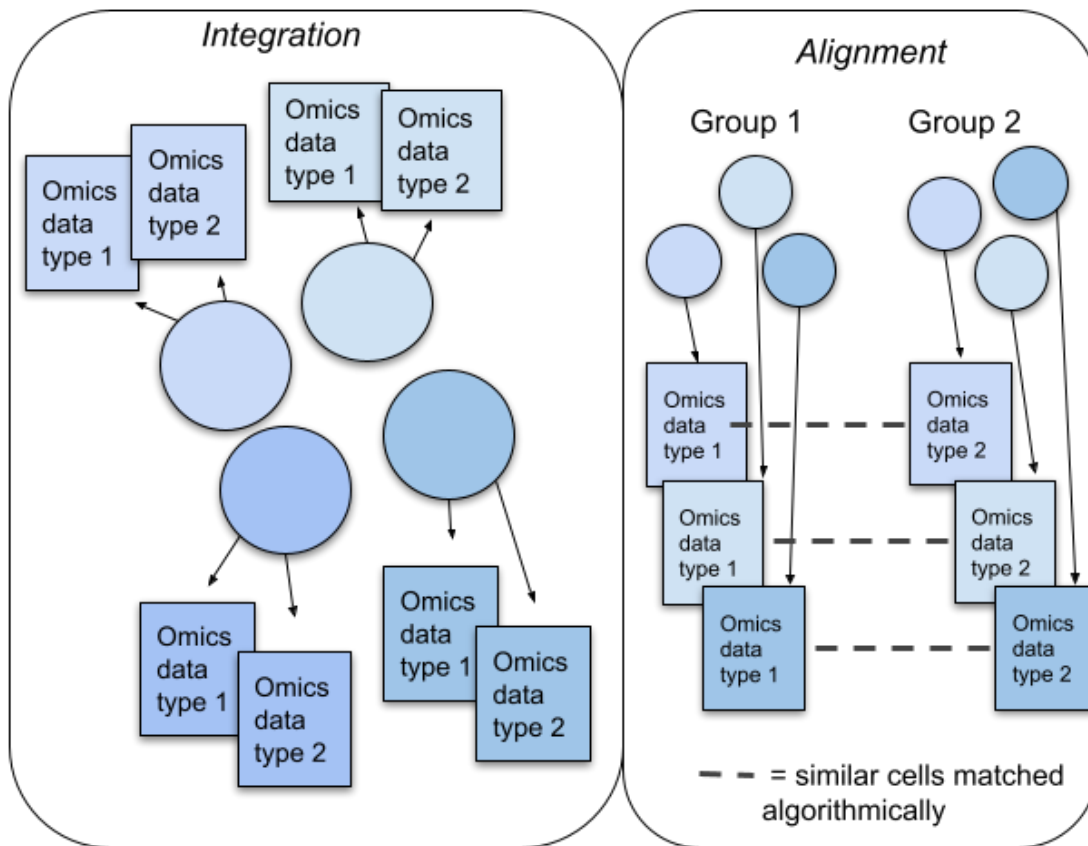 Integration
Omics
data
type 1
Omics
data
type 2
Omics
data
type 1
Omics
data
type 2
Omics
data
type 1
Omics
data
type 2
Omics
data
type 1
Omics
data
type 2
Alignment
Group 1
Group 2
Omics
data
type 1
Omics
data
type 2
Omics
data
type 1
Omics
data
type 2
Omics
data
type 1
Omics
data
type 2
= similar cells matched
algorithmically